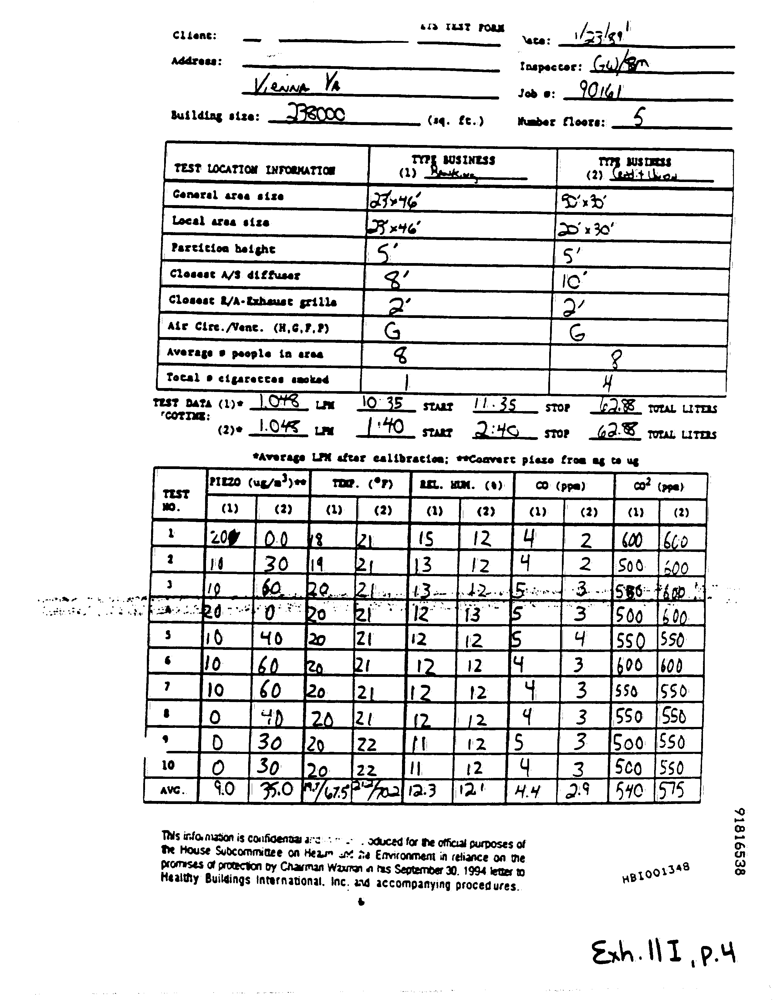 ETS TEST FORM
Client: Date: 1/23/89
Address: Inspector: GW/BM
Vienna VA Job #: 90161
Building size: 238000 (sq. ft.) Number floors: 5
TEST LOCATION INFORMATION TYPE BUSINESS (1) Banking TYPE BUSINESS (2) Credit Union
General area size 23'x46' 90'x30'
Local area size 23'x46' 20'x30'
Partition height 5' 5'
Closest A/S diffuser 8' 10'
Closest R/A-Exhaust grille 2' 2'
Air Circ./Vent. (H,G,F,P) G G
Average # people in area 8 8
Total # cigarettes smoked 1 4
TEST DATA (1)* 1.048 LPM 10:35 START 11:35 STOP 62.88 TOTAL LITERS
(2)* 1.048 LPM 1:40 START 2:40 STOP 62.88 TOTAL LITERS
*Average LPM after calibration; **Convert piezo from mg to ug
TEST NO. PIEZO (ug/m³)** TEMP. (°F) REL. HUM. (%) CO (ppm) CO² (ppm)
(1) (2) (1) (2) (1) (2) (1) (2) (1) (2)
1 20 0.0 18 21 15 12 4 2 600 600
2 10 30 19 21 13 12 4 2 500 600
3 10 60 20 21 13 12 5 3 550 600
4 20 0 20 21 12 13 5 3 500 600
5 10 40 20 21 12 12 5 4 550 550
6 10 60 20 21 12 12 4 3 600 600
7 10 60 20 21 12 12 4 3 550 550
8 0 40 20 21 12 12 4 3 550 550
9 0 30 20 22 11 12 5 3 500 550
10 0 30 20 22 11 12 4 3 500 550
AVG. 9.0 35.0 19.7/67.5 21.2/70.2 12.3 12.1 4.4 2.9 540 575
This information is confidential and produced for the official purposes of
the House Subcommittee on Health and the Environment in reliance on the
promises of protection by Chairman Waxman in his September 30, 1994 letter to
Healthy Buildings International, Inc. and accompanying procedures.
HBI001348
91816538
Exh. 11 I, p.4